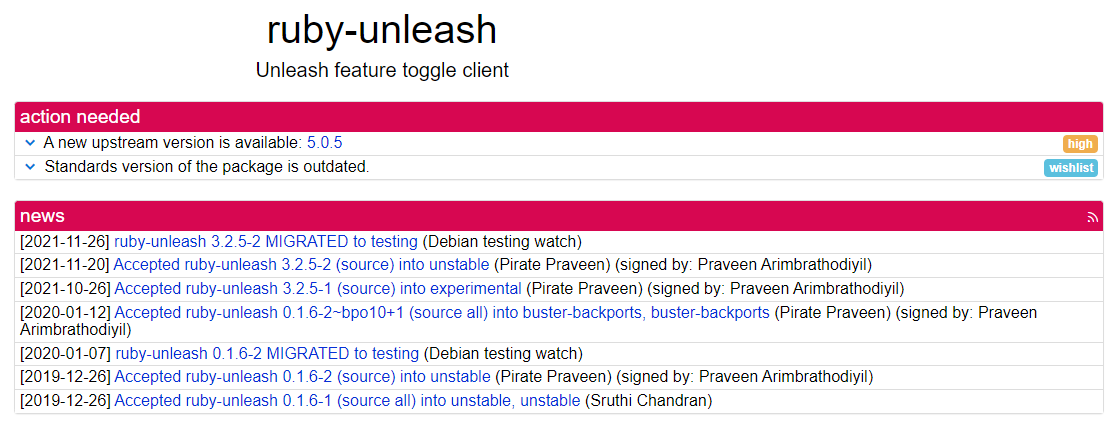 ruby-unleash
Unleash feature toggle client
action needed
A new upstream version is available: 5.0.5 high
Standards version of the package is outdated. wishlist
news
[2021-11-26] ruby-unleash 3.2.5-2 MIGRATED to testing (Debian testing watch)
[2021-11-20] Accepted ruby-unleash 3.2.5-2 (source) into unstable (Pirate Praveen) (signed by: Praveen Arimbrathodiyil)
[2021-10-26] Accepted ruby-unleash 3.2.5-1 (source) into experimental (Pirate Praveen) (signed by: Praveen Arimbrathodiyil)
[2020-01-12] Accepted ruby-unleash 0.1.6-2~bpo10+1 (source all) into buster-backports, buster-backports (Pirate Praveen) (signed by: Praveen
Arimbrathodiyil)
[2020-01-07] ruby-unleash 0.1.6-2 MIGRATED to testing (Debian testing watch)
[2019-12-26] Accepted ruby-unleash 0.1.6-2 (source) into unstable (Pirate Praveen) (signed by: Praveen Arimbrathodiyil)
[2019-12-26] Accepted ruby-unleash 0.1.6-1 (source all) into unstable, unstable (Sruthi Chandran)